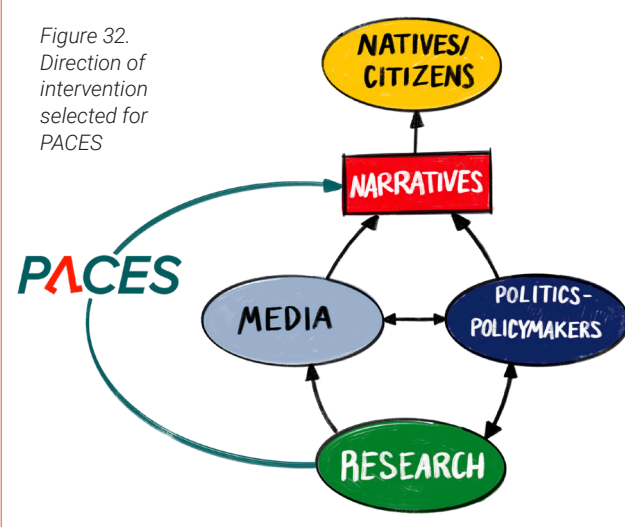 Figure 32.
Direction of
intervention
selected for
PACES
NATIVES/
CITIZENS
NARRATIVES
PACES
MEDIA
POLITICS-
POLICYMAKERS
RESEARCH